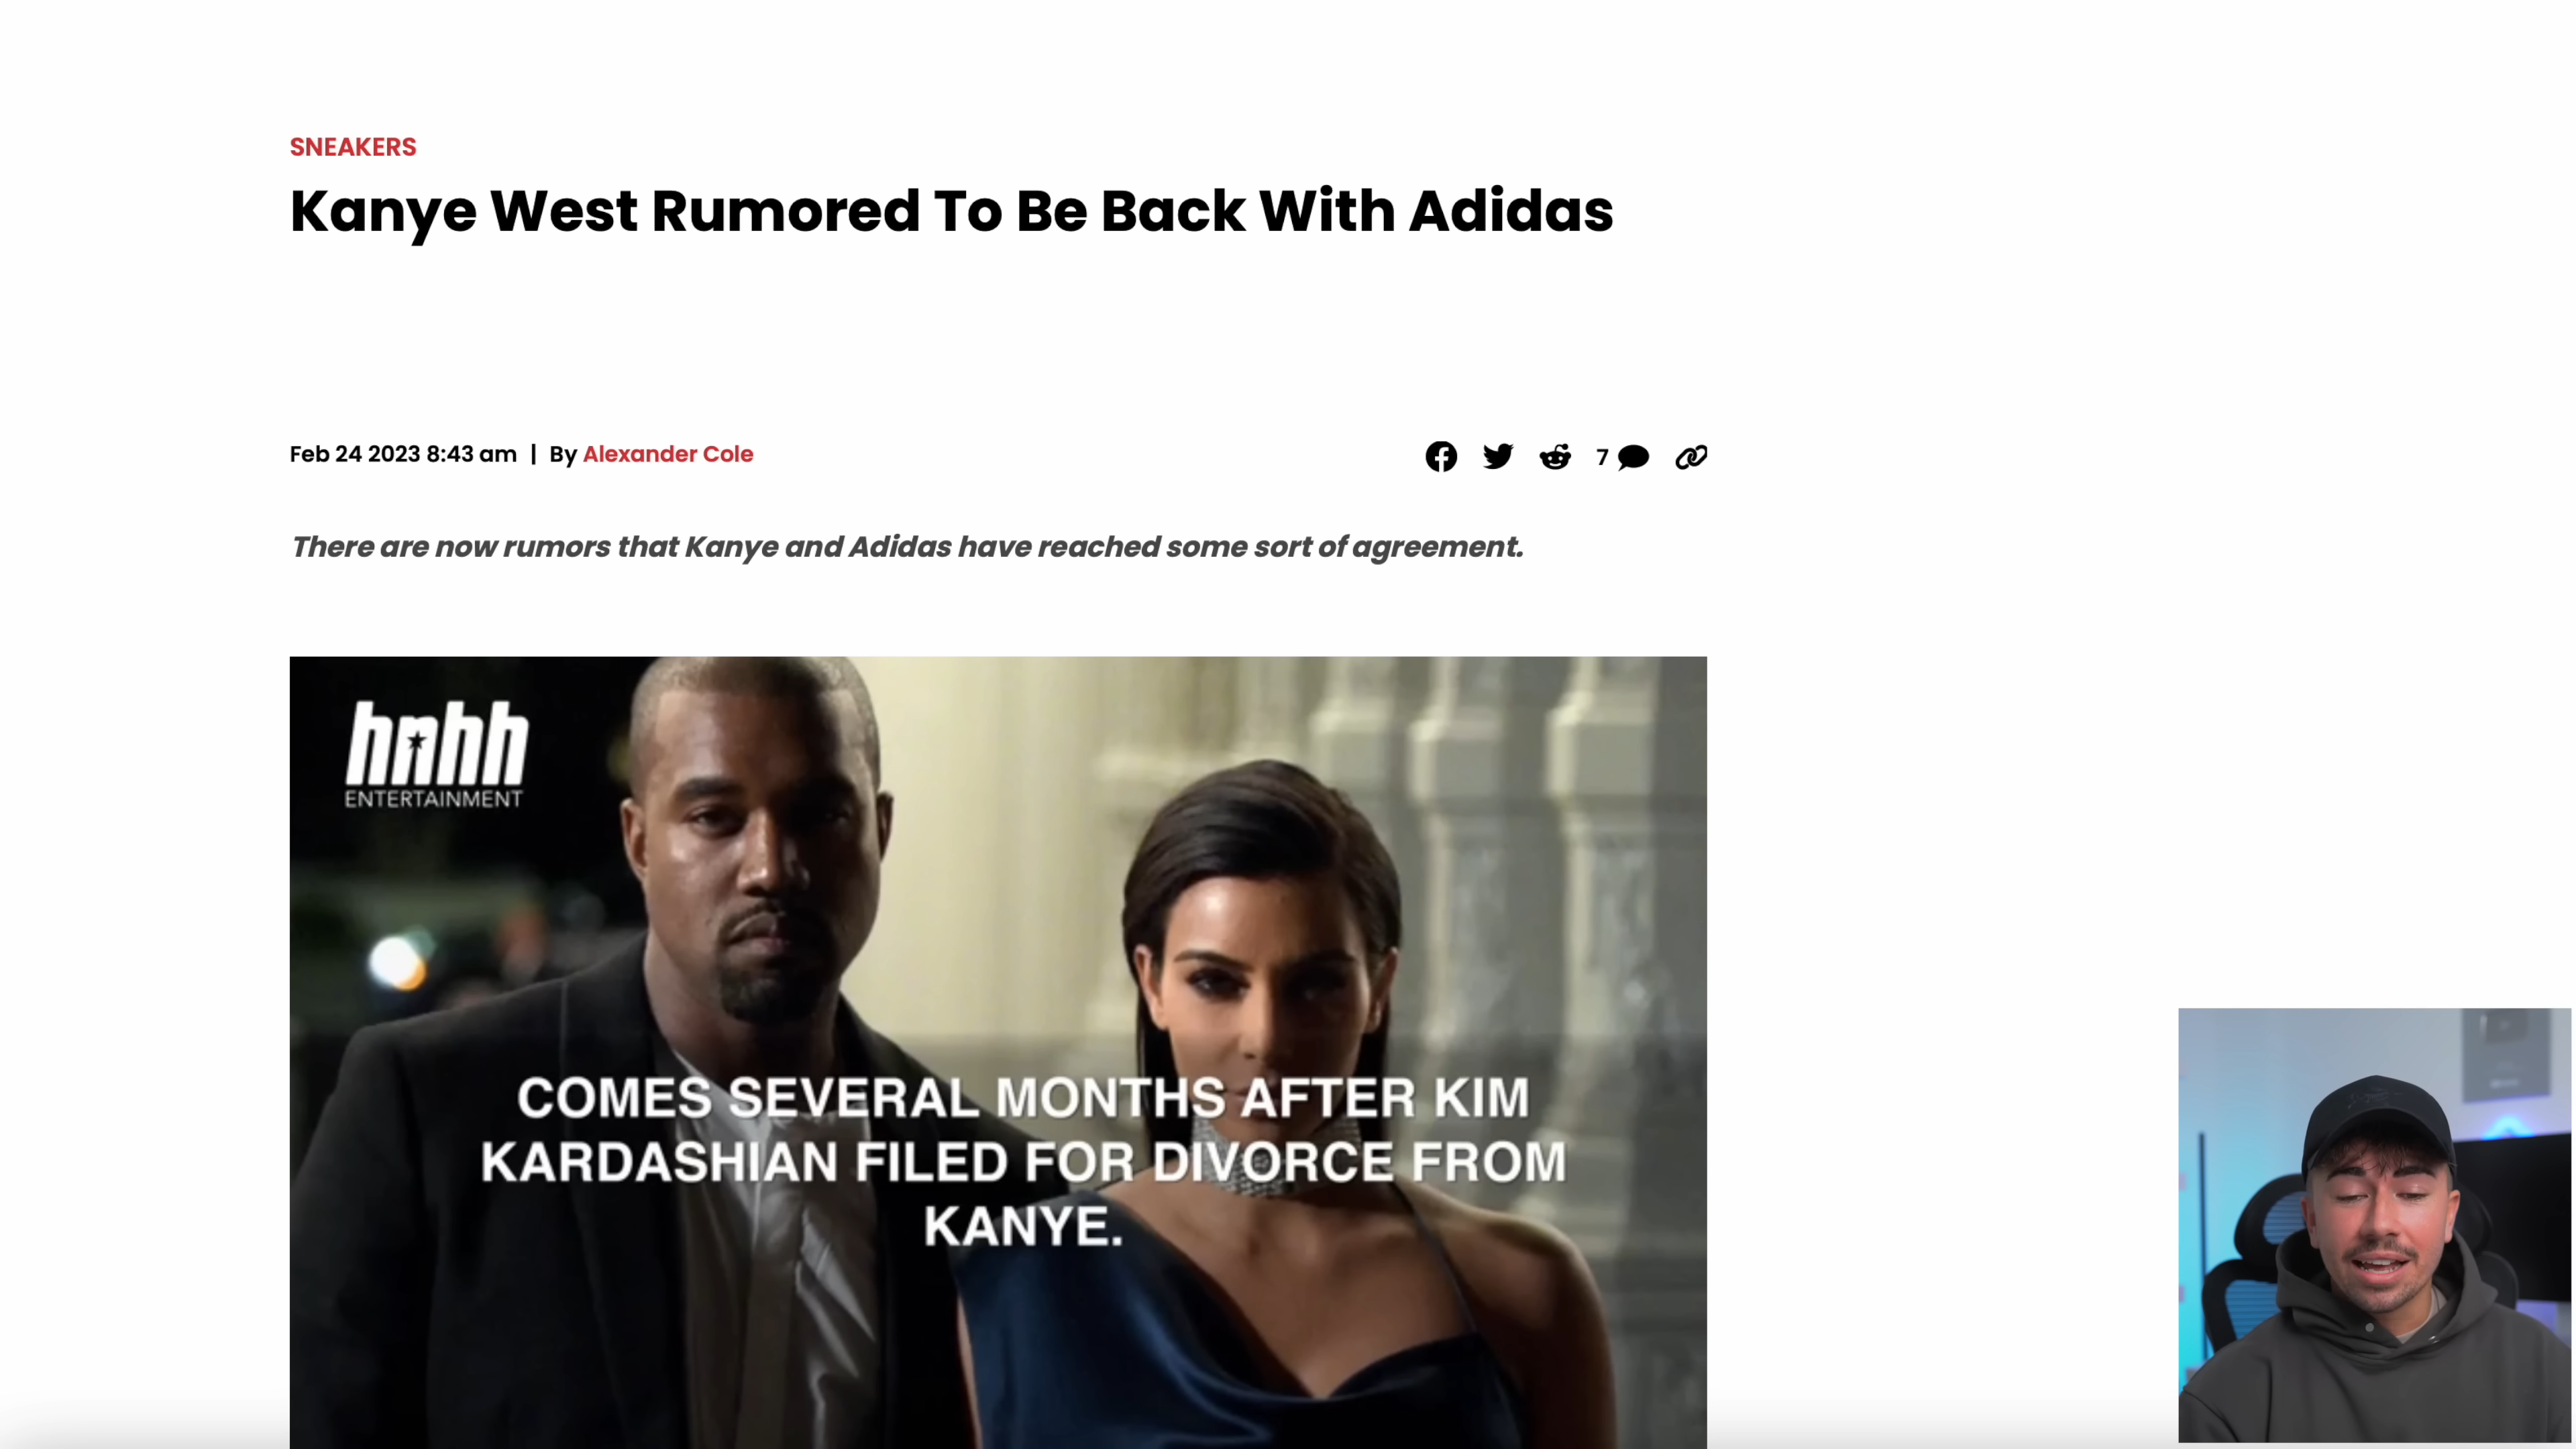 SNEAKERS
Kanye West Rumored To Be Back With Adidas
Feb 24 2023 8:43 am | By Alexander Cole
7
There are now rumors that Kanye and Adidas have reached some sort of agreement.
hnhh
ENTERTAINMENT
COMES SEVERAL MONTHS AFTER KIM
KARDASHIAN FILED FOR DIVORCE FROM
KANYE.